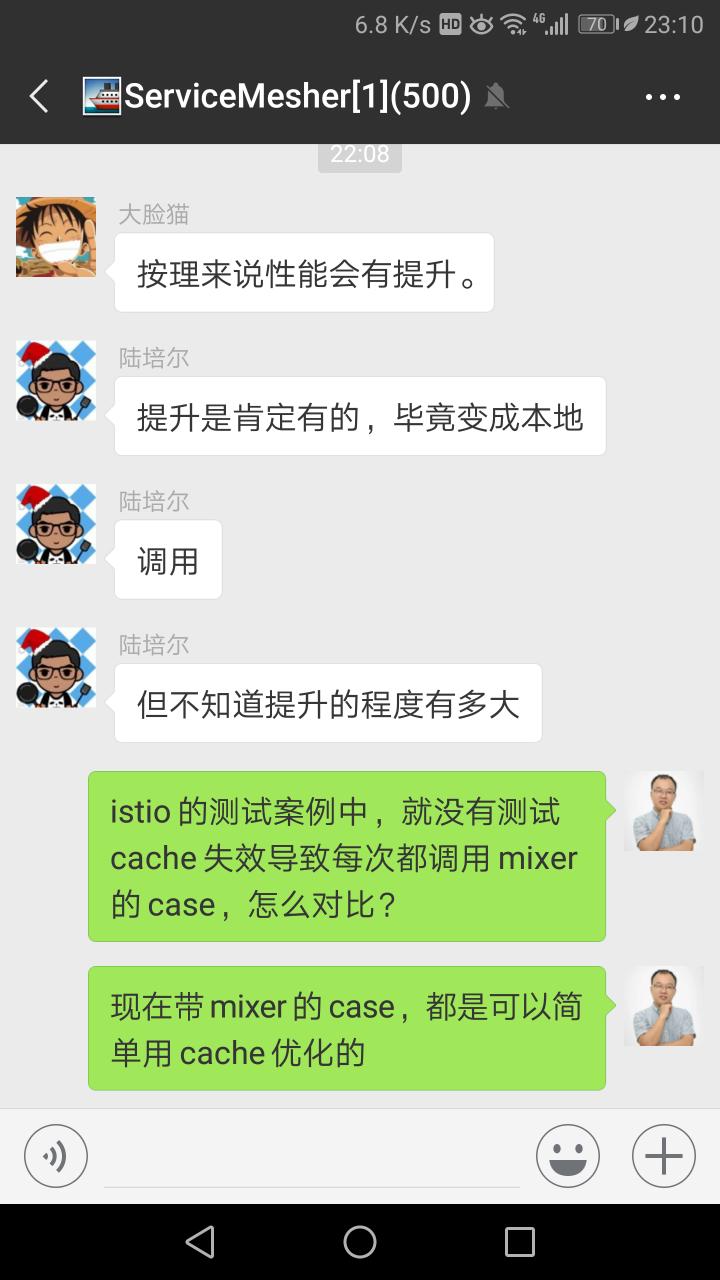 6.8 K/s HD 4G 70 23:10
ServiceMesher[1](500)
22:08
大脸猫
按理来说性能会有提升。
陆培尔
提升是肯定有的，毕竟变成本地
陆培尔
调用
陆培尔
但不知道提升的程度有多大
istio 的测试案例中，就没有测试
cache 失效导致每次都调用 mixer
的 case，怎么对比？
现在带 mixer 的 case，都是可以简
单用 cache 优化的